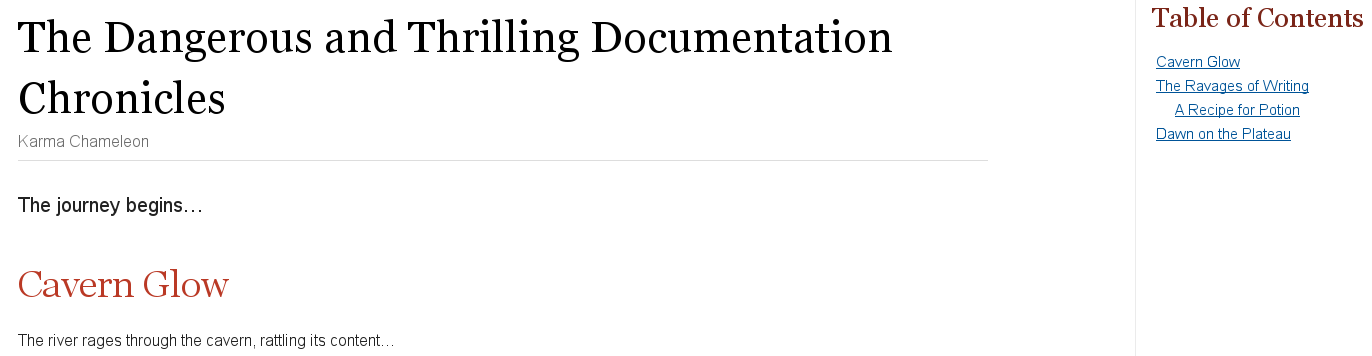 The Dangerous and Thrilling Documentation
Chronicles
Karma Chameleon
The journey begins…
Cavern Glow
The river rages through the cavern, rattling its content…
Table of Contents
Cavern Glow
The Ravages of Writing
A Recipe for Potion
Dawn on the Plateau